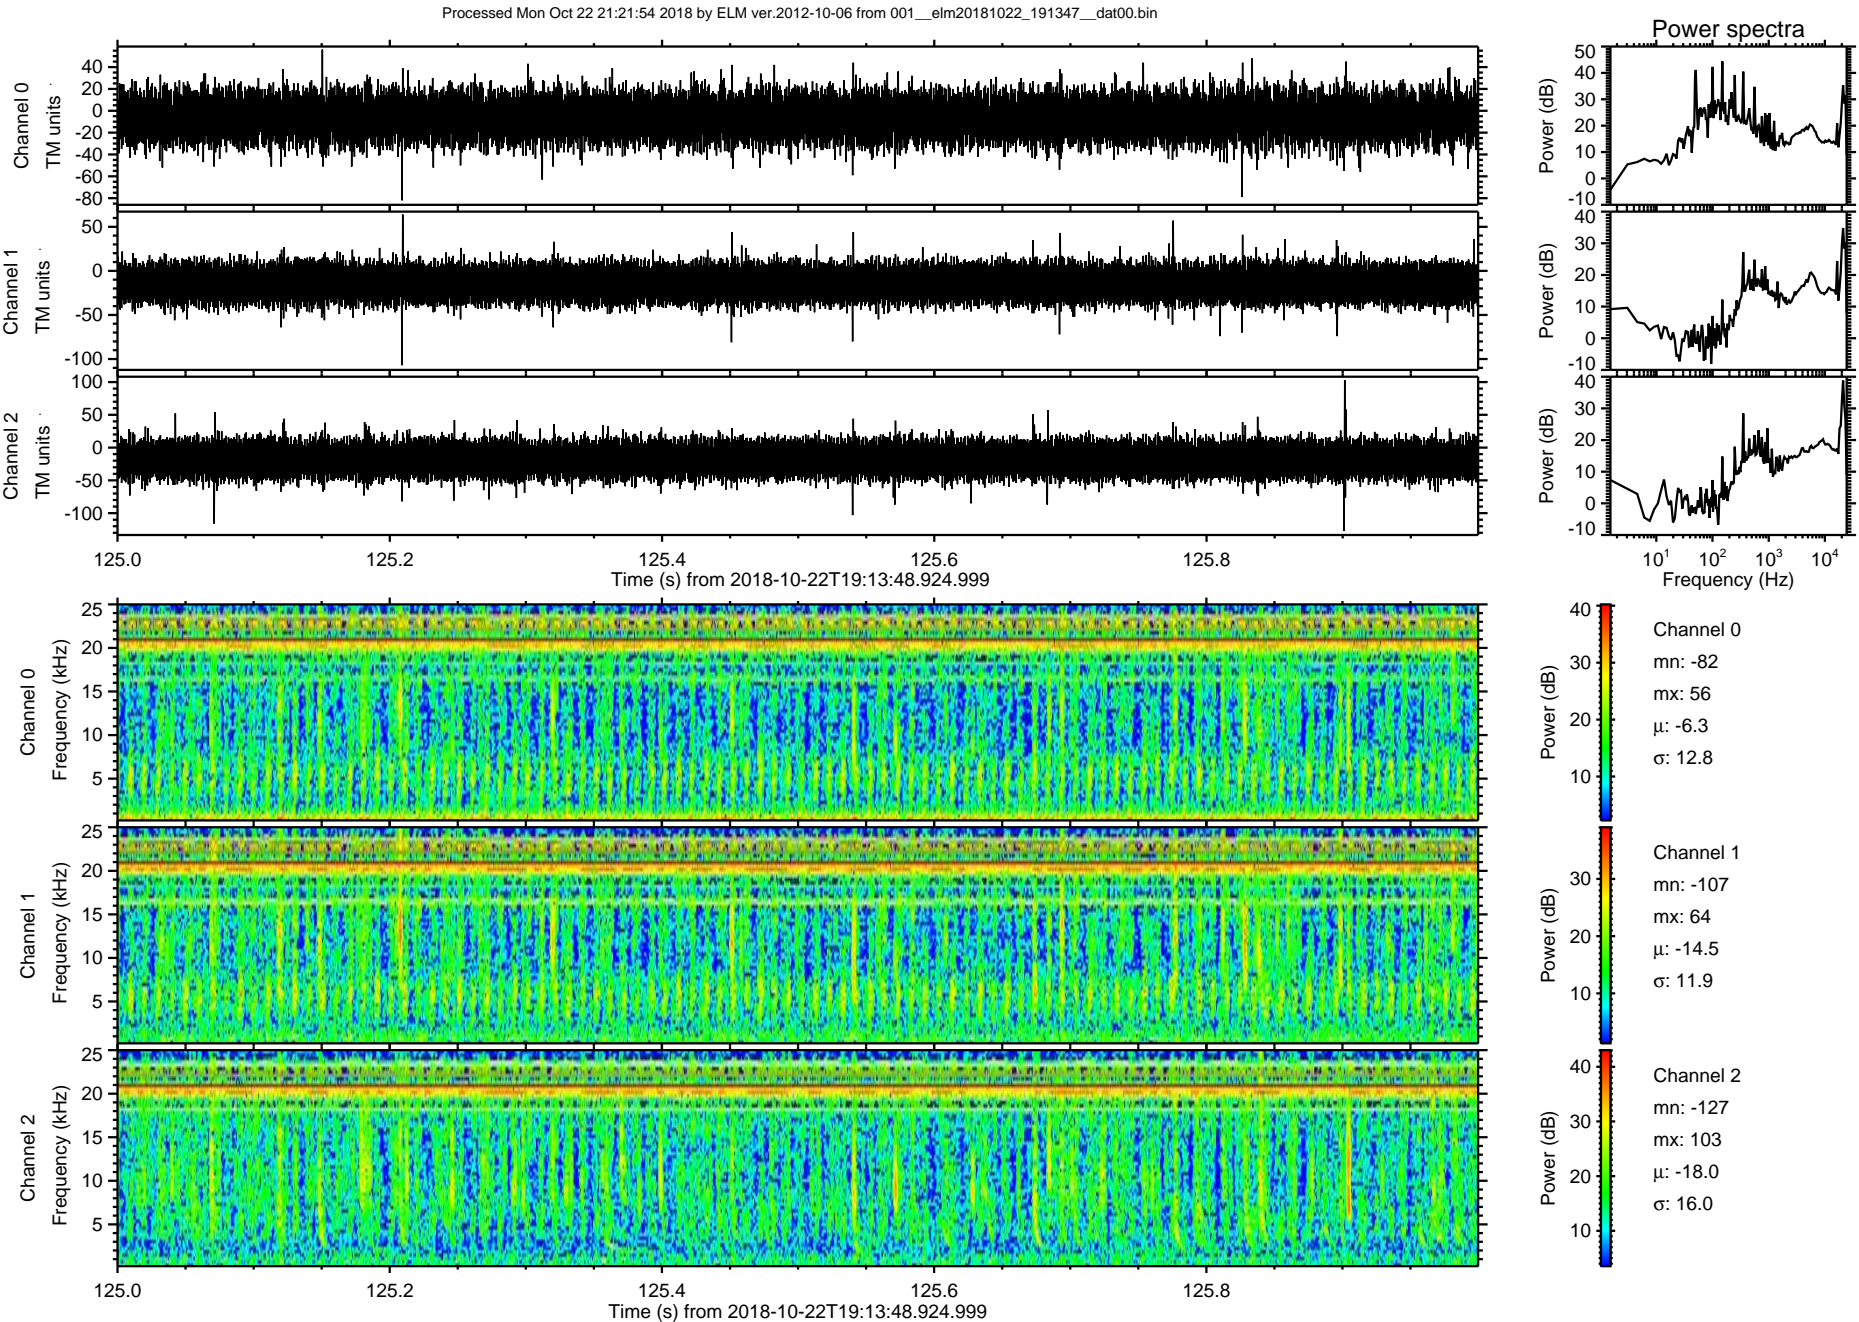 Processed Mon Oct 22 21:21:54 2018 by ELM ver.2012-10-06 from 001__elm20181022_191347__dat00.bin
Power spectra
Channel 0
TM units
40
20
0
-20
-40
-60
-80
Power (dB)
50
40
30
20
10
0
-10
Channel 1
TM units
50
0
-50
-100
Power (dB)
40
30
20
10
0
-10
Channel 2
TM units
100
50
0
-50
-100
Power (dB)
40
30
20
10
0
-10
125.0 125.2 125.4 125.6 125.8
Time (s) from 2018-10-22T19:13:48.924.999
10¹ 10² 10³ 10⁴
Frequency (Hz)
Channel 0
Frequency (kHz)
25
20
15
10
5
Power (dB)
40
30
20
10
Channel 0
mn: -82
mx: 56
μ: -6.3
σ: 12.8
Channel 1
Frequency (kHz)
25
20
15
10
5
Power (dB)
30
20
10
Channel 1
mn: -107
mx: 64
μ: -14.5
σ: 11.9
Channel 2
Frequency (kHz)
25
20
15
10
5
Power (dB)
40
30
20
10
Channel 2
mn: -127
mx: 103
μ: -18.0
σ: 16.0
125.0 125.2 125.4 125.6 125.8
Time (s) from 2018-10-22T19:13:48.924.999